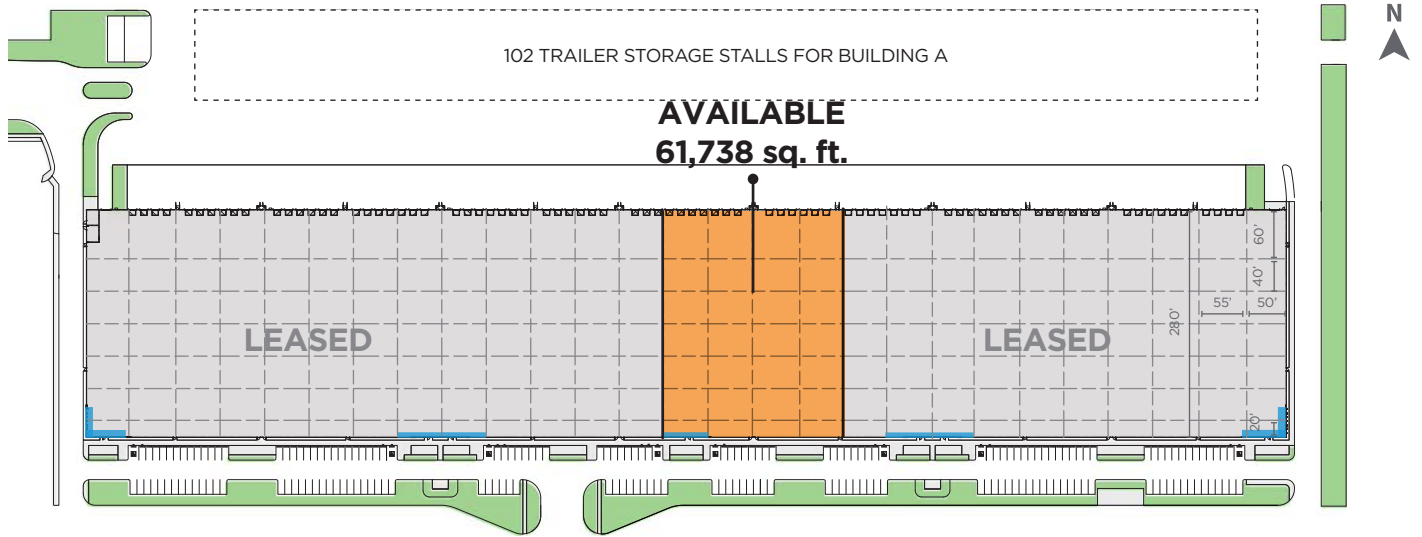 N
102 TRAILER STORAGE STALLS FOR BUILDING A
AVAILABLE
61,738 sq. ft.
60'
40'
55'
50'
280'
LEASED
LEASED
20'